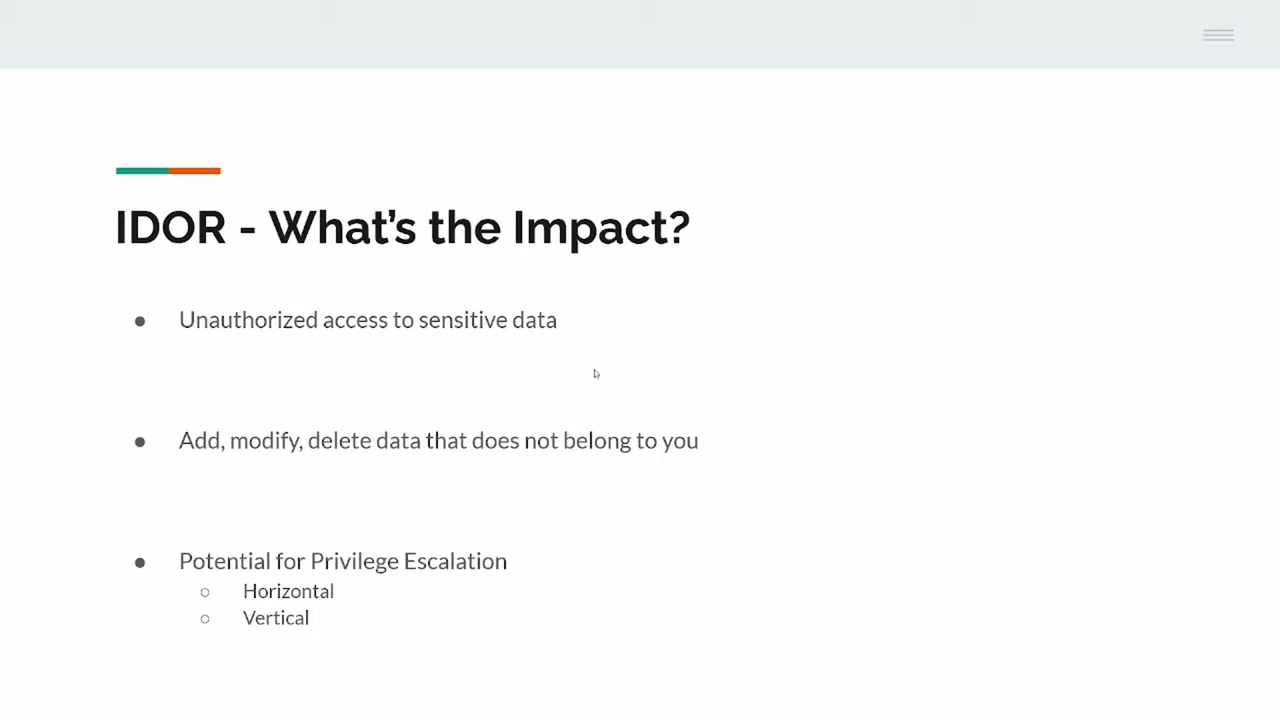 IDOR - What's the Impact?
● Unauthorized access to sensitive data
● Add, modify, delete data that does not belong to you
● Potential for Privilege Escalation
○ Horizontal
○ Vertical